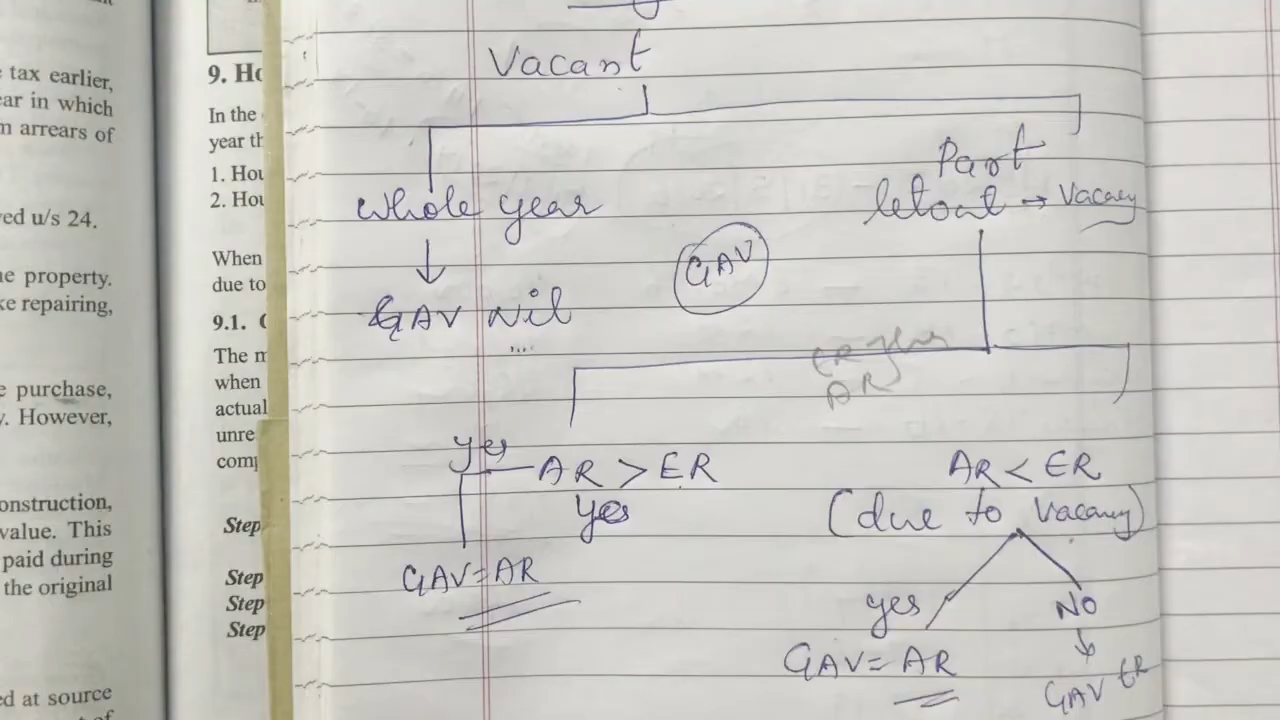 tax earlier,
ear in which
arrears of
ed u/s 24.
property.
repairing,
purchase,
However,
onstruction,
value. This
paid during
the original
ed at source
of
9. Ho
In the
year th
1. Hou
2. Hou
When
due to
9.1.
The m
when
actual
unre
comp
Step
Step
Step
Step
Vacant
Whole year
Part
letout → Vacancy
GAV Nil
GAV
AR
yes
AR > ER
yes
GAV = AR
AR < ER
(due to Vacancy)
yes
NO
GAV = AR
GAV ER